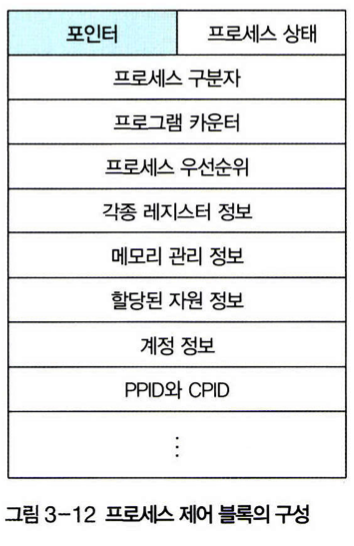 포인터 프로세스 상태
프로세스 구분자
프로그램 카운터
프로세스 우선순위
각종 레지스터 정보
메모리 관리 정보
할당된 자원 정보
계정 정보
PPID와 CPID
⋮
그림 3-12 프로세스 제어 블록의 구성